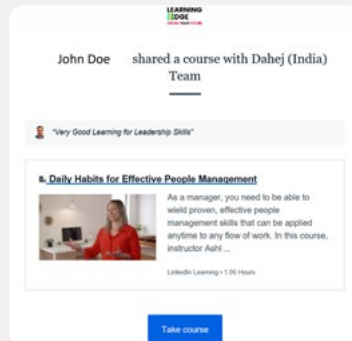 LEARNING
EDGE
John Doe shared a course with Dahej (India)
Team
"Very Good Learning for Leadership Skills"
Daily Habits for Effective People Management
As a manager, you need to be able to
wield proven, effective people
management skills that can be applied
anytime to any flow of work. In this course,
instructor Ashl ...
LinkedIn Learning • 1.05 Hours
Take course